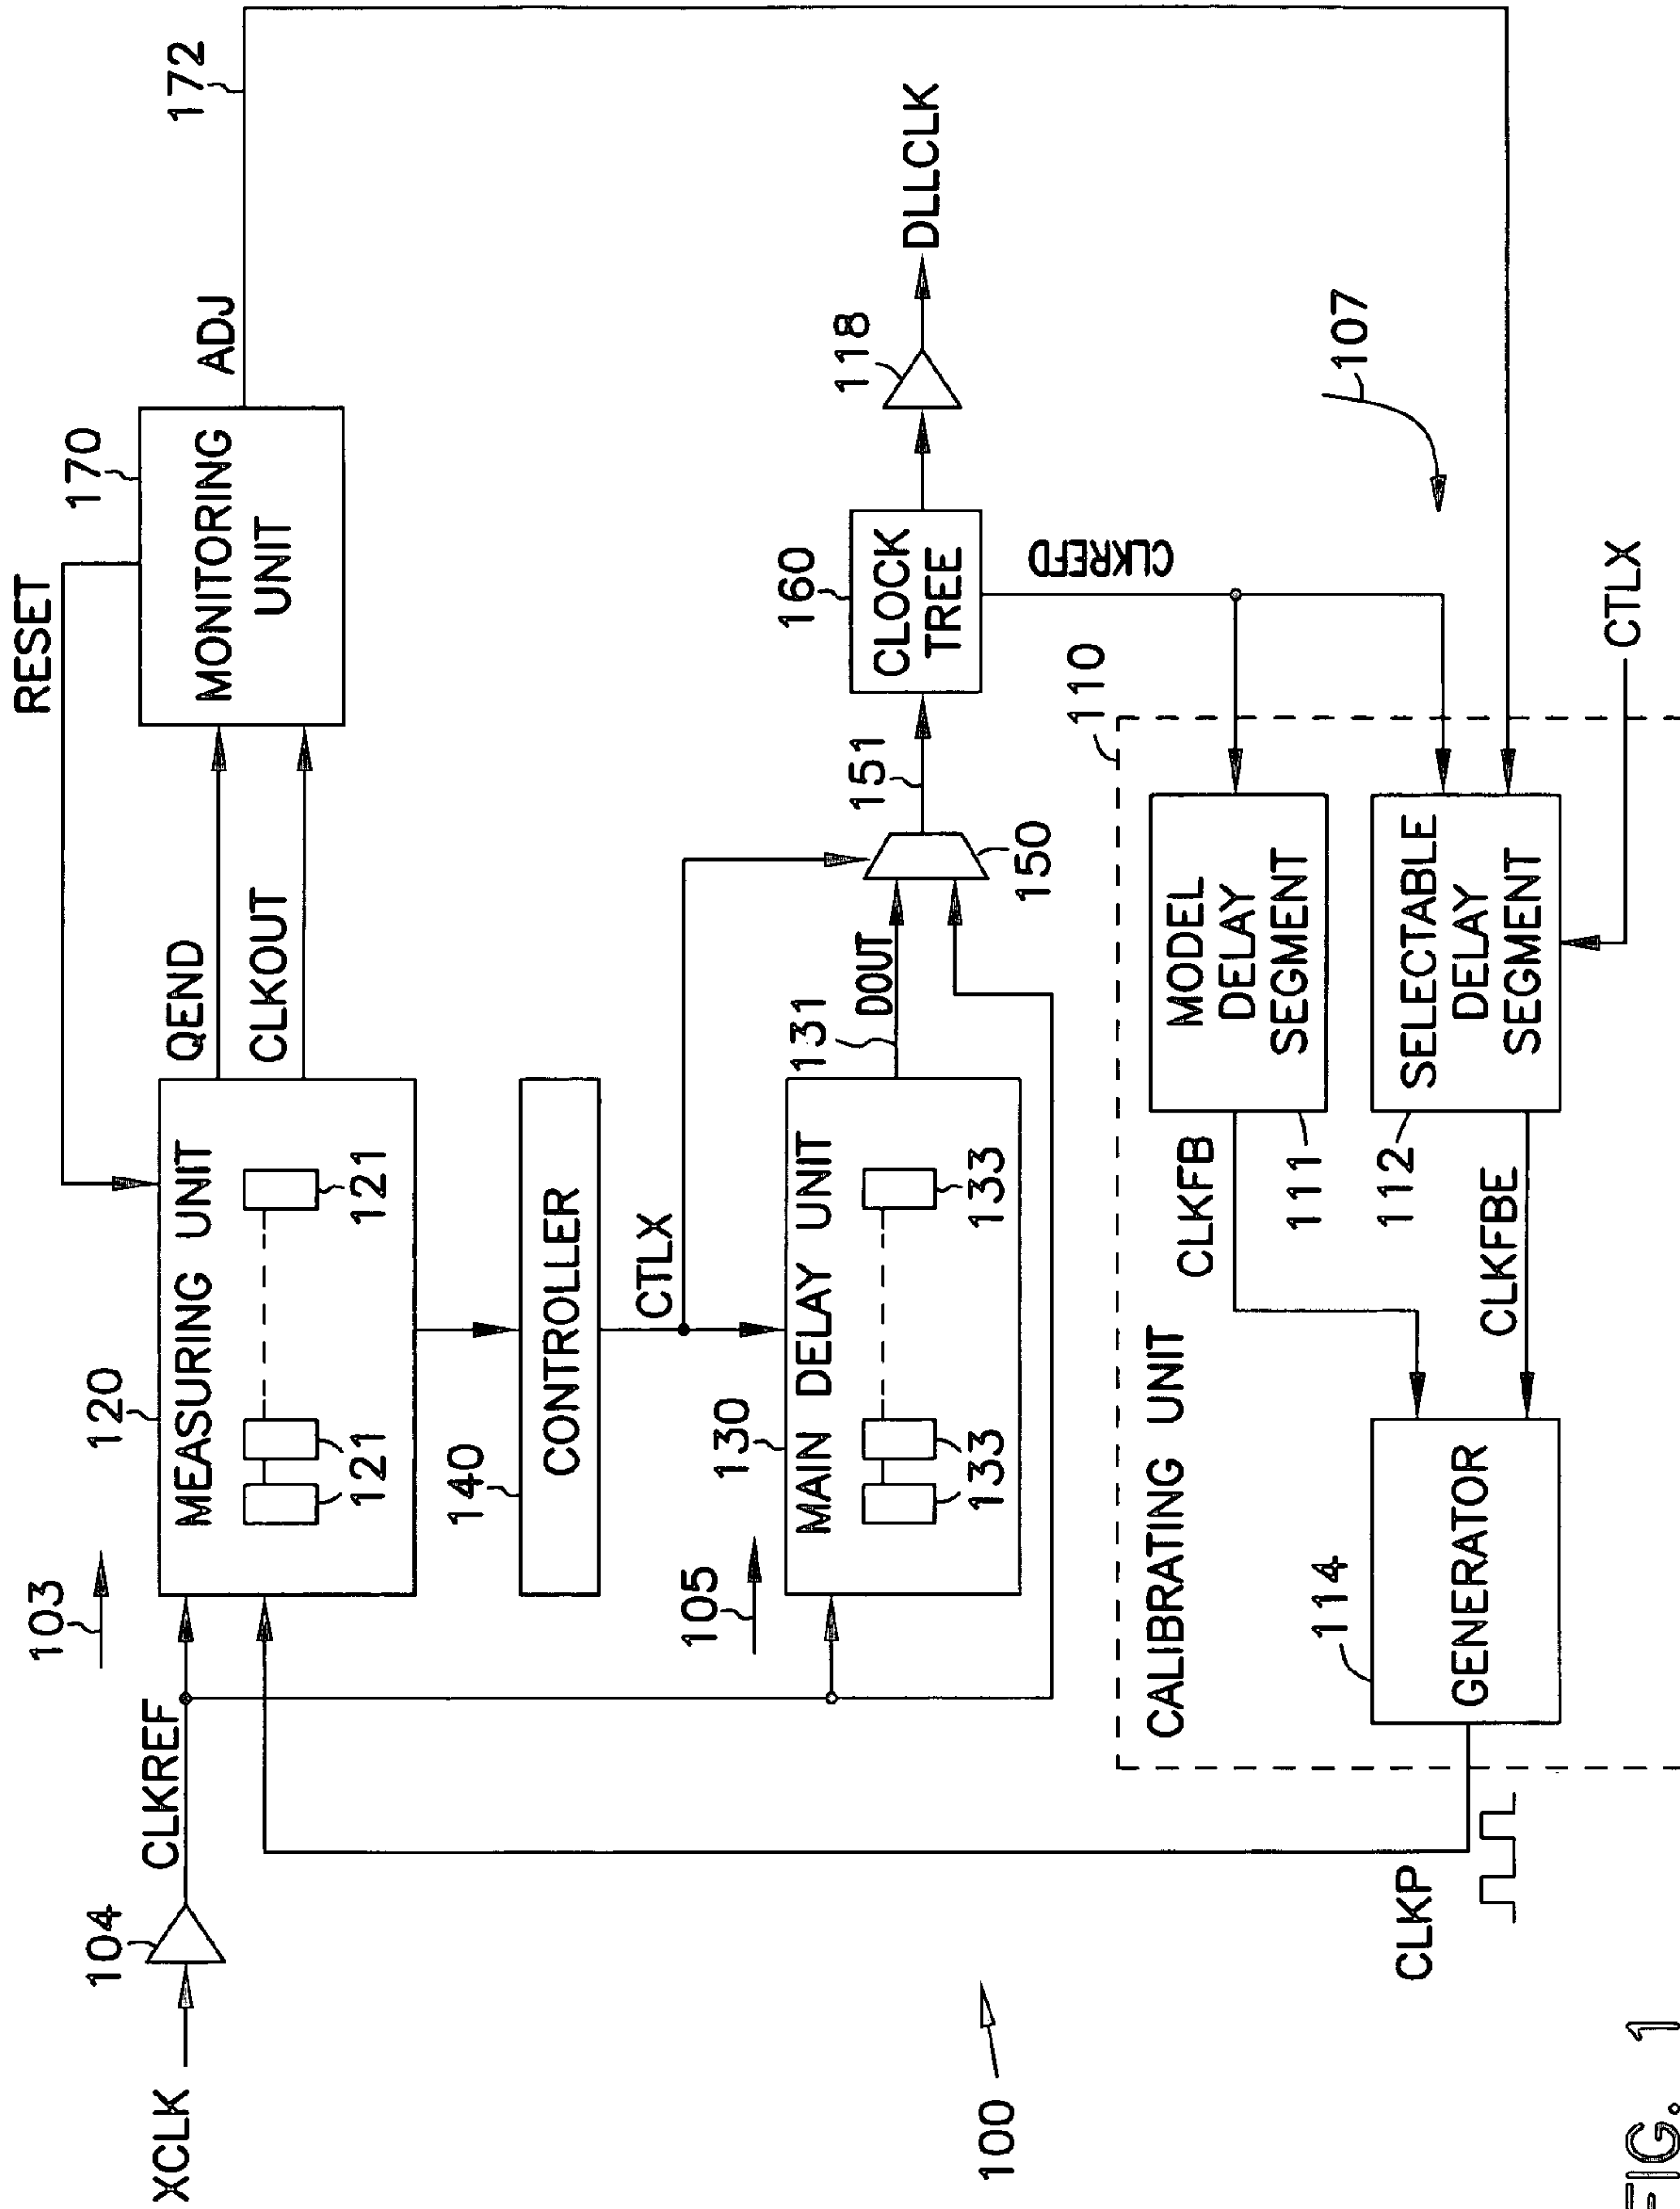 RESET
170
ADJ
172
103
120
MEASURING UNIT
121
121
QEND
CLKOUT
MONITORING
UNIT
XCLK
104
CLKREF
140
CONTROLLER
CTLX
105
130
MAIN DELAY UNIT
133
133
131
DOUT
150
151
160
CLOCK
TREE
118
DLLCLK
CLKREFD
107
100
110
CALIBRATING UNIT
CLKFB
MODEL
DELAY
SEGMENT
111
112
SELECTABLE
DELAY
SEGMENT
CLKFBE
CTLX
114
GENERATOR
CLKP
FIG. 1